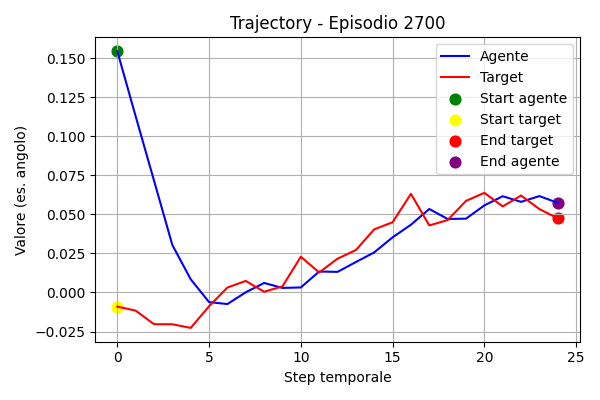 Trajectory - Episodio 2700
Agente
Target
Start agente
Start target
End target
End agente
Valore (es. angolo)
0.150
0.125
0.100
0.075
0.050
0.025
0.000
−0.025
0
5
10
15
20
25
Step temporale